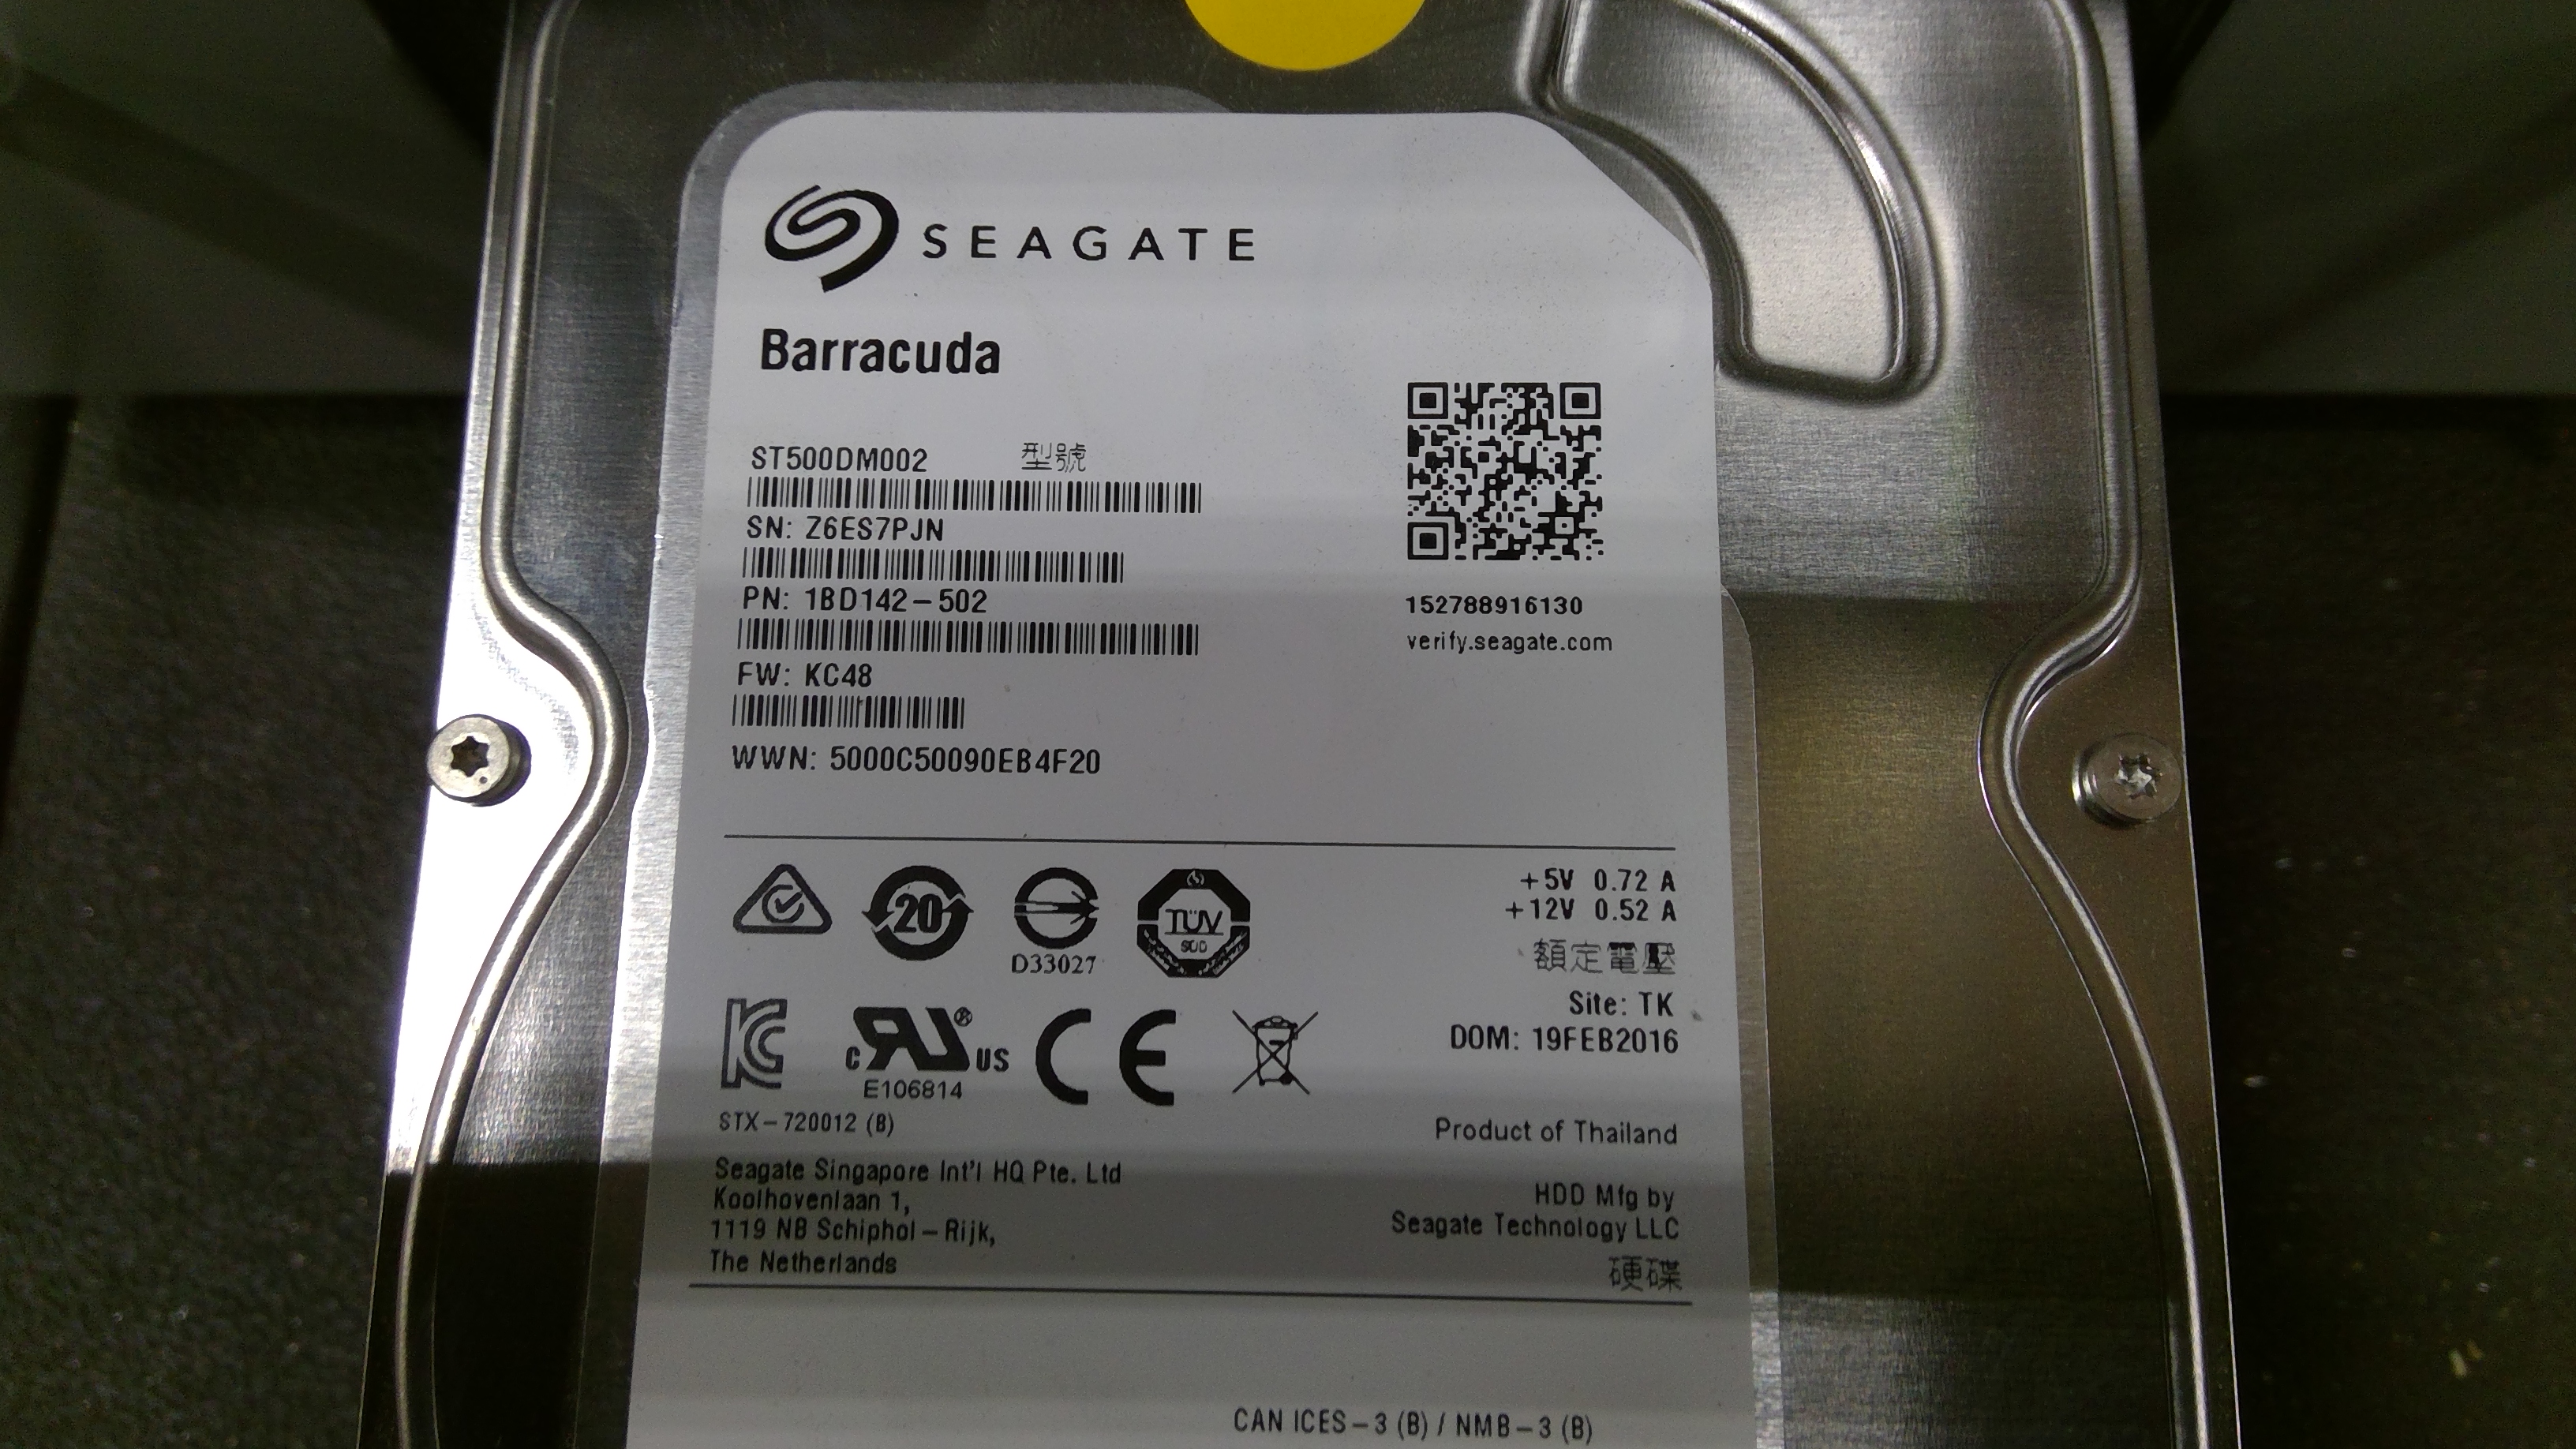 SEAGATE
Barracuda
ST500DM002 型號
SN: Z6ES7PJN
PN: 1BD142-502
FW: KC48
WWN: 5000C50090EB4F20
152788916130
verify.seagate.com
20
D33027
TÜV
SÜD
+5V 0.72 A
+12V 0.52 A
額定電壓
Site: TK
DOM: 19FEB2016
c US ®
E106814
CE
STX-720012 (B)
Product of Thailand
Seagate Singapore Int'l HQ Pte. Ltd
Koolhovenlaan 1,
1119 NB Schiphol-Rijk,
The Netherlands
HDD Mfg by
Seagate Technology LLC
硬碟
CAN ICES-3 (B) / NMB-3 (B)